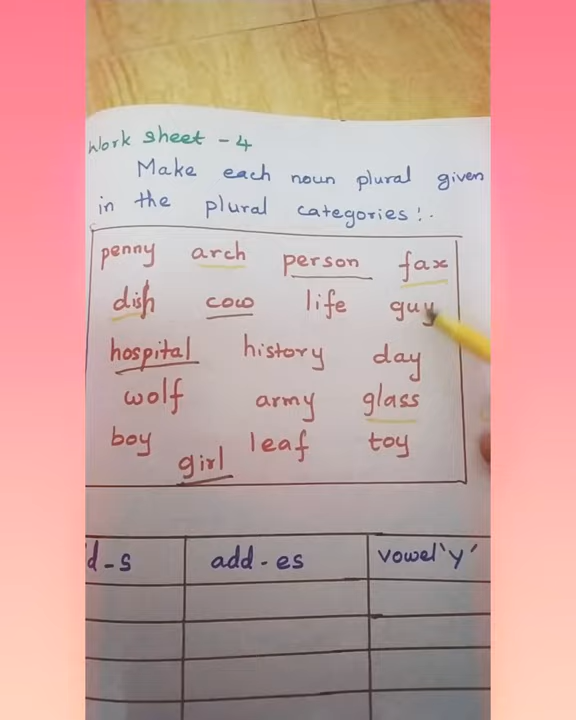 Work sheet - 4
Make each noun plural given
in the plural categories!.
penny arch person fax
dish cow life guy
hospital history day
wolf army glass
boy girl leaf toy
d-s add-es vowel 'y'